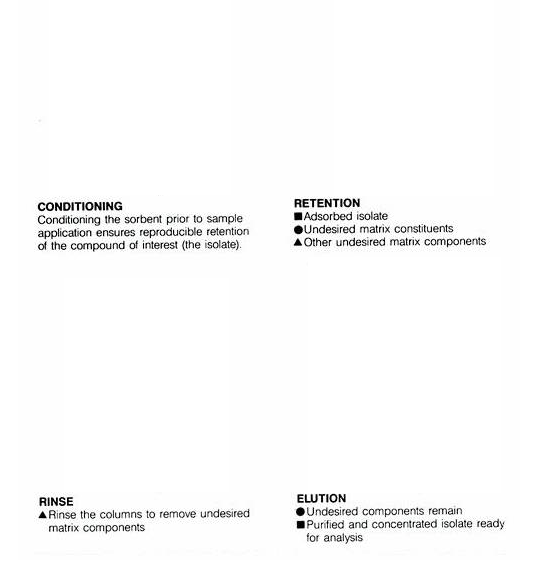 CONDITIONING
Conditioning the sorbent prior to sample
application ensures reproducible retention
of the compound of interest (the isolate).
RETENTION
■Adsorbed isolate
●Undesired matrix constituents
▲Other undesired matrix components
RINSE
▲Rinse the columns to remove undesired
matrix components
ELUTION
●Undesired components remain
■Purified and concentrated isolate ready
for analysis